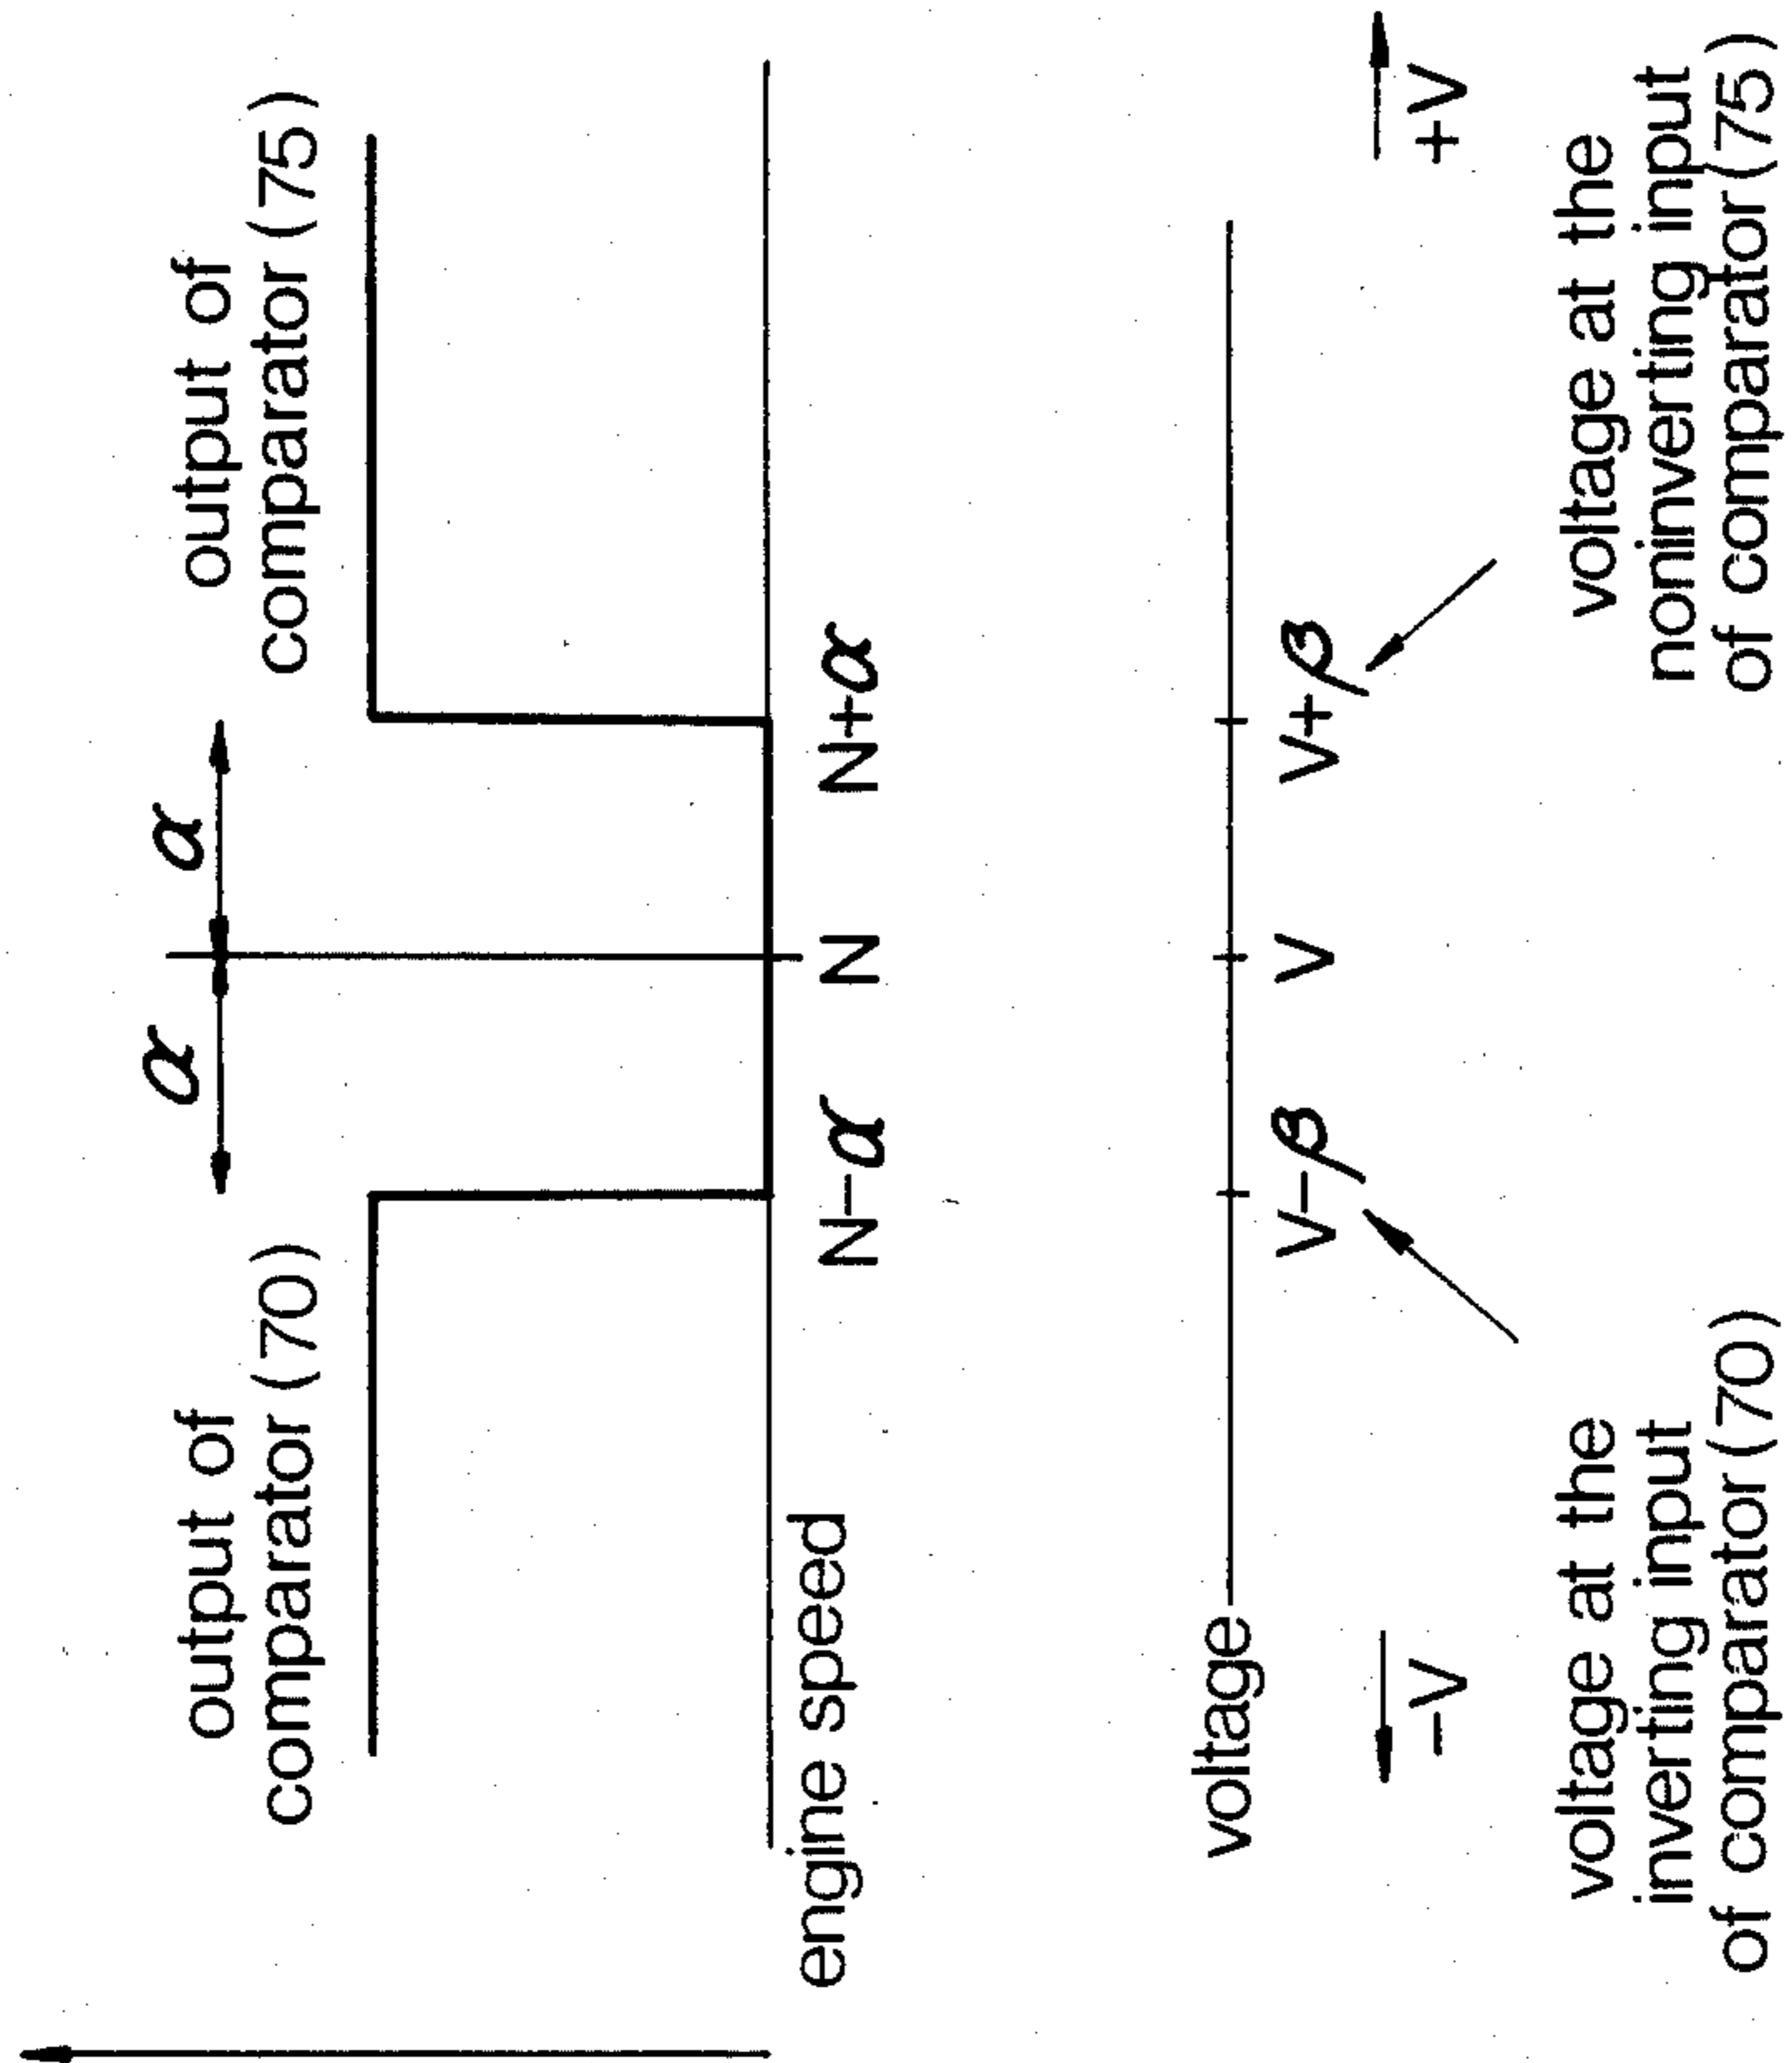 α α
output of
comparator (70)
output of
comparator (75)
N−α N N+α
engine speed
voltage
V−β V V+β
−V +V
voltage at the
inverting input
of comparator (70)
voltage at the
noninverting input
of comparator (75)